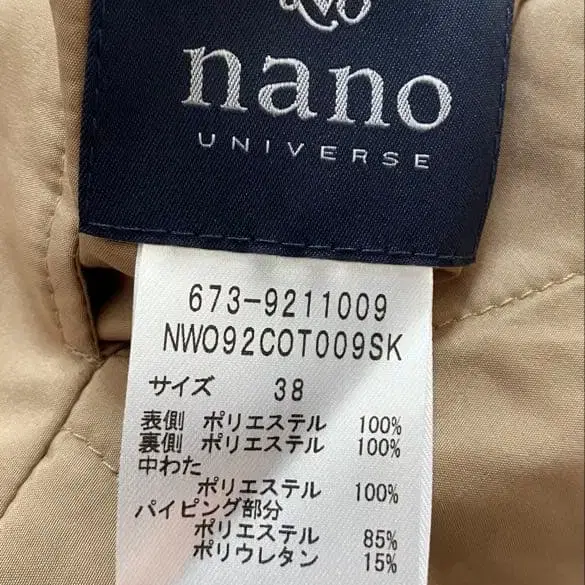 nano
UNIVERSE
673-9211009
NW092COT009SK
サイズ 38
表側 ポリエステル 100%
裏側 ポリエステル 100%
中わた
ポリエステル 100%
パイピング部分
ポリエステル 85%
ポリウレタン 15%